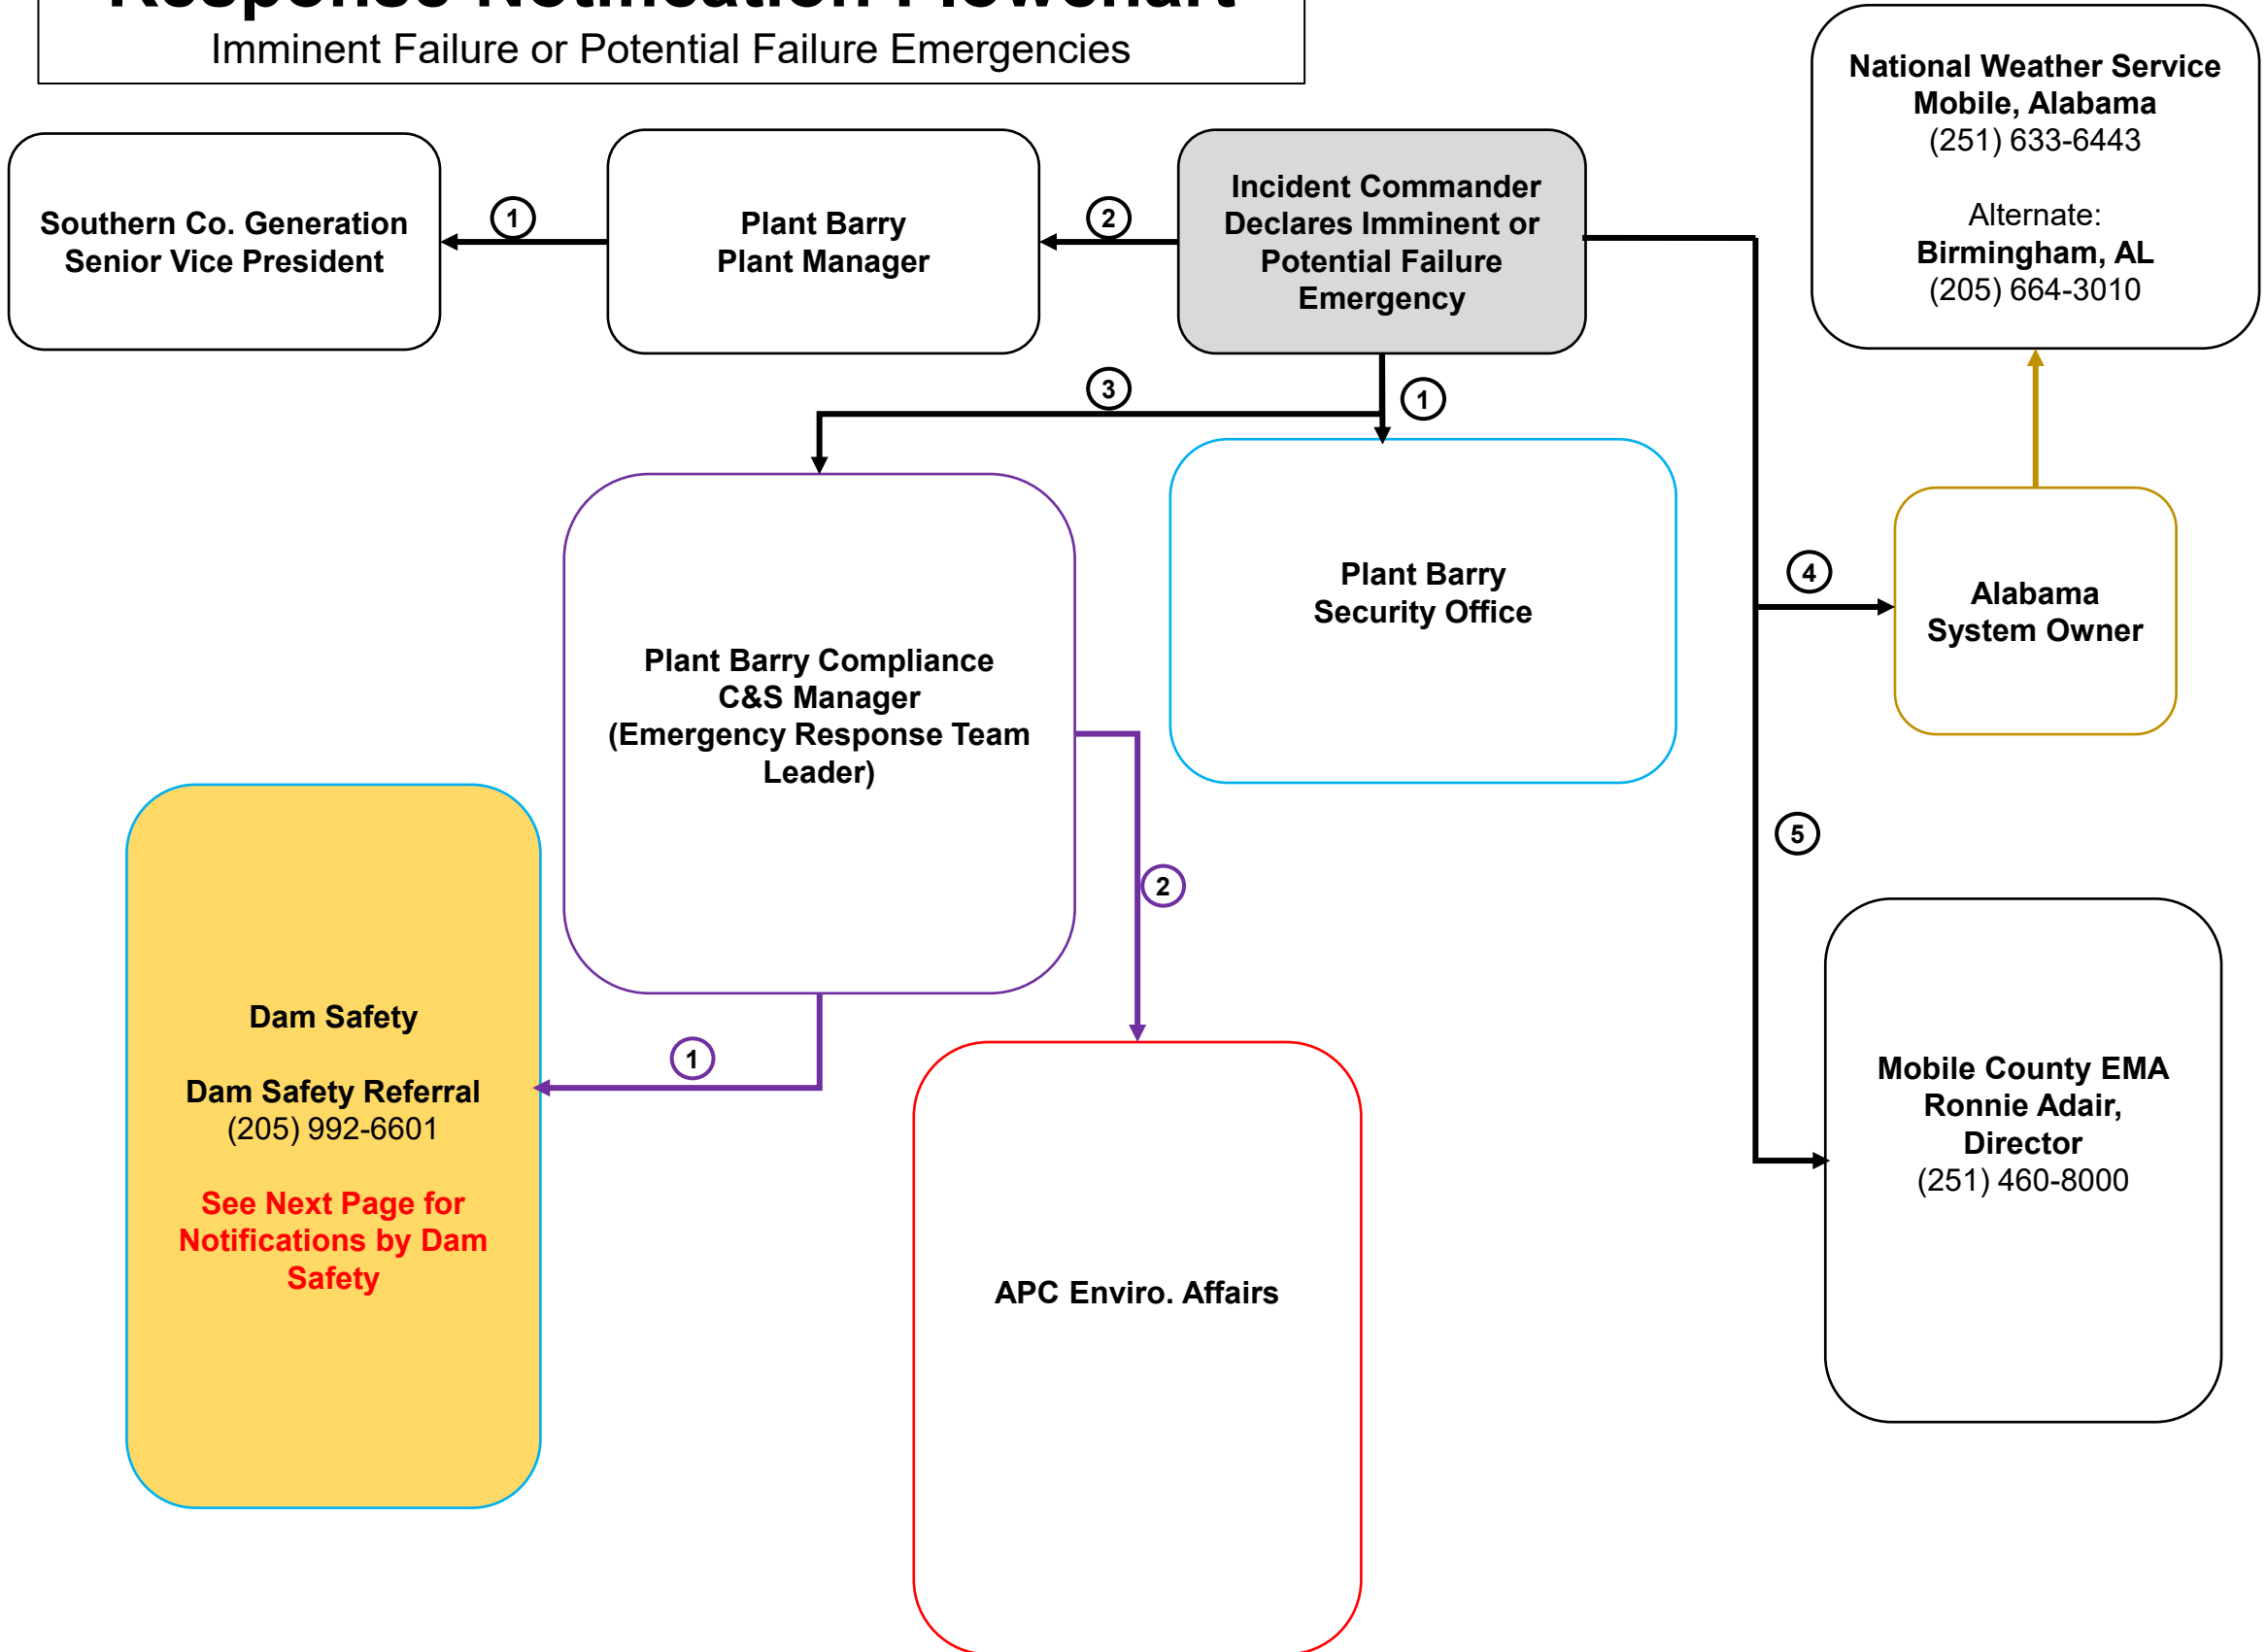 Response Notification Flowchart
Imminent Failure or Potential Failure Emergencies
National Weather Service
Mobile, Alabama
(251) 633-6443
Alternate:
Birmingham, AL
(205) 664-3010
Southern Co. Generation
Senior Vice President
1
Plant Barry
Plant Manager
2
Incident Commander
Declares Imminent or
Potential Failure
Emergency
3
1
Plant Barry
Security Office
4
Alabama
System Owner
Plant Barry Compliance
C&S Manager
(Emergency Response Team
Leader)
5
2
Dam Safety
Dam Safety Referral
(205) 992-6601
See Next Page for
Notifications by Dam
Safety
1
Mobile County EMA
Ronnie Adair,
Director
(251) 460-8000
APC Enviro. Affairs